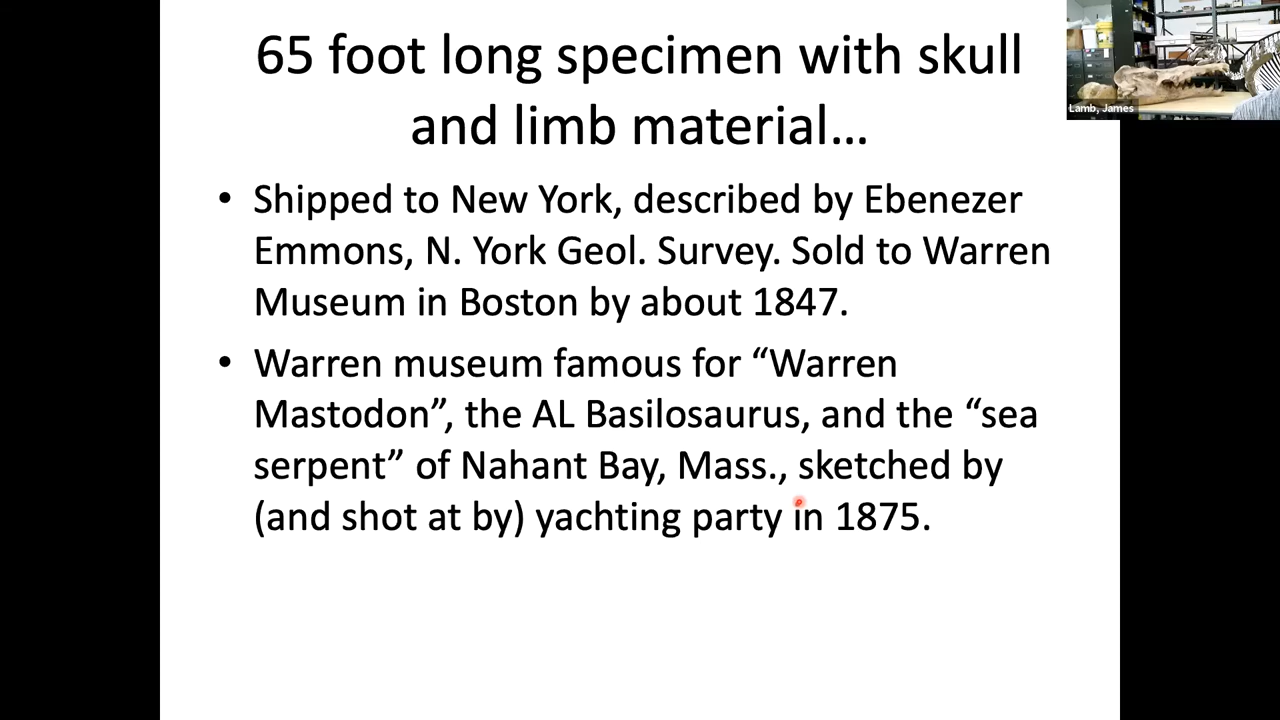 65 foot long specimen with skull
and limb material…
Lamb, James
• Shipped to New York, described by Ebenezer
Emmons, N. York Geol. Survey. Sold to Warren
Museum in Boston by about 1847.
• Warren museum famous for “Warren
Mastodon”, the AL Basilosaurus, and the “sea
serpent” of Nahant Bay, Mass., sketched by
(and shot at by) yachting party in 1875.